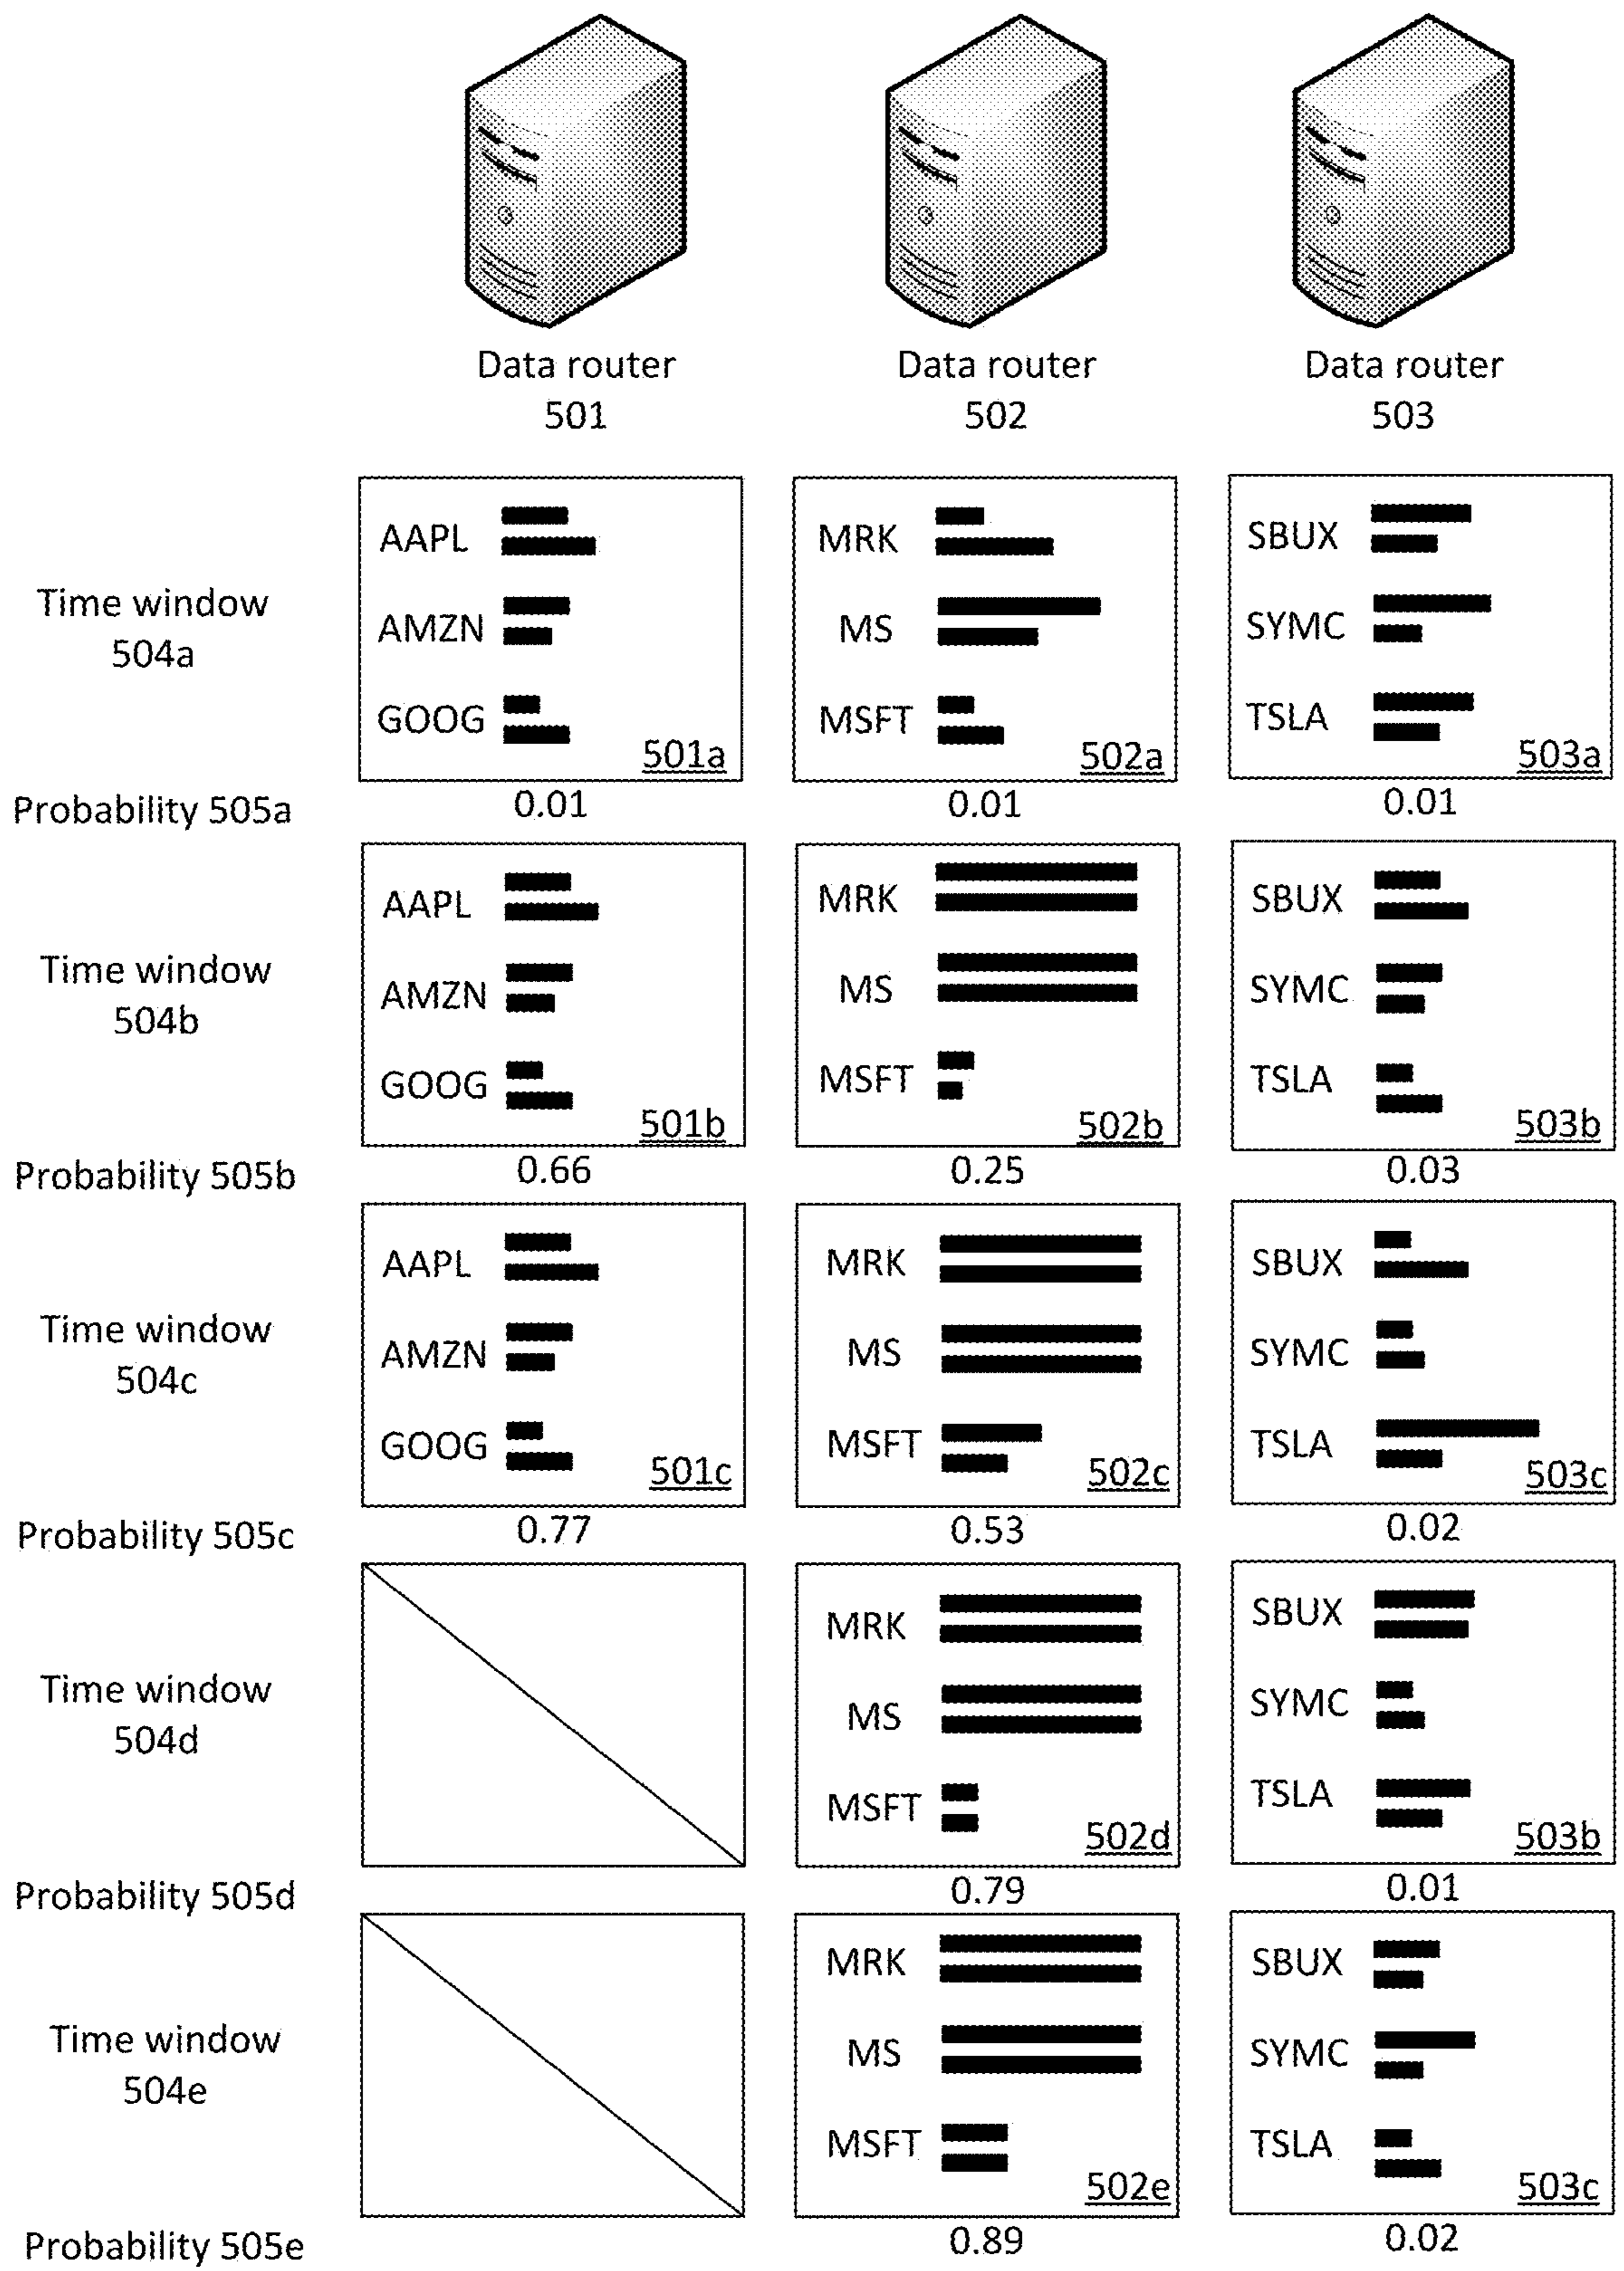 Data router
501
Data router
502
Data router
503
Time window
504a
AAPL
AMZN
GOOG
501a
MRK
MS
MSFT
502a
SBUX
SYMC
TSLA
503a
Probability 505a
0.01
0.01
0.01
Time window
504b
AAPL
AMZN
GOOG
501b
MRK
MS
MSFT
502b
SBUX
SYMC
TSLA
503b
Probability 505b
0.66
0.25
0.03
Time window
504c
AAPL
AMZN
GOOG
501c
MRK
MS
MSFT
502c
SBUX
SYMC
TSLA
503c
Probability 505c
0.77
0.53
0.02
Time window
504d
MRK
MS
MSFT
502d
SBUX
SYMC
TSLA
503b
Probability 505d
0.79
0.01
Time window
504e
MRK
MS
MSFT
502e
SBUX
SYMC
TSLA
503c
Probability 505e
0.89
0.02